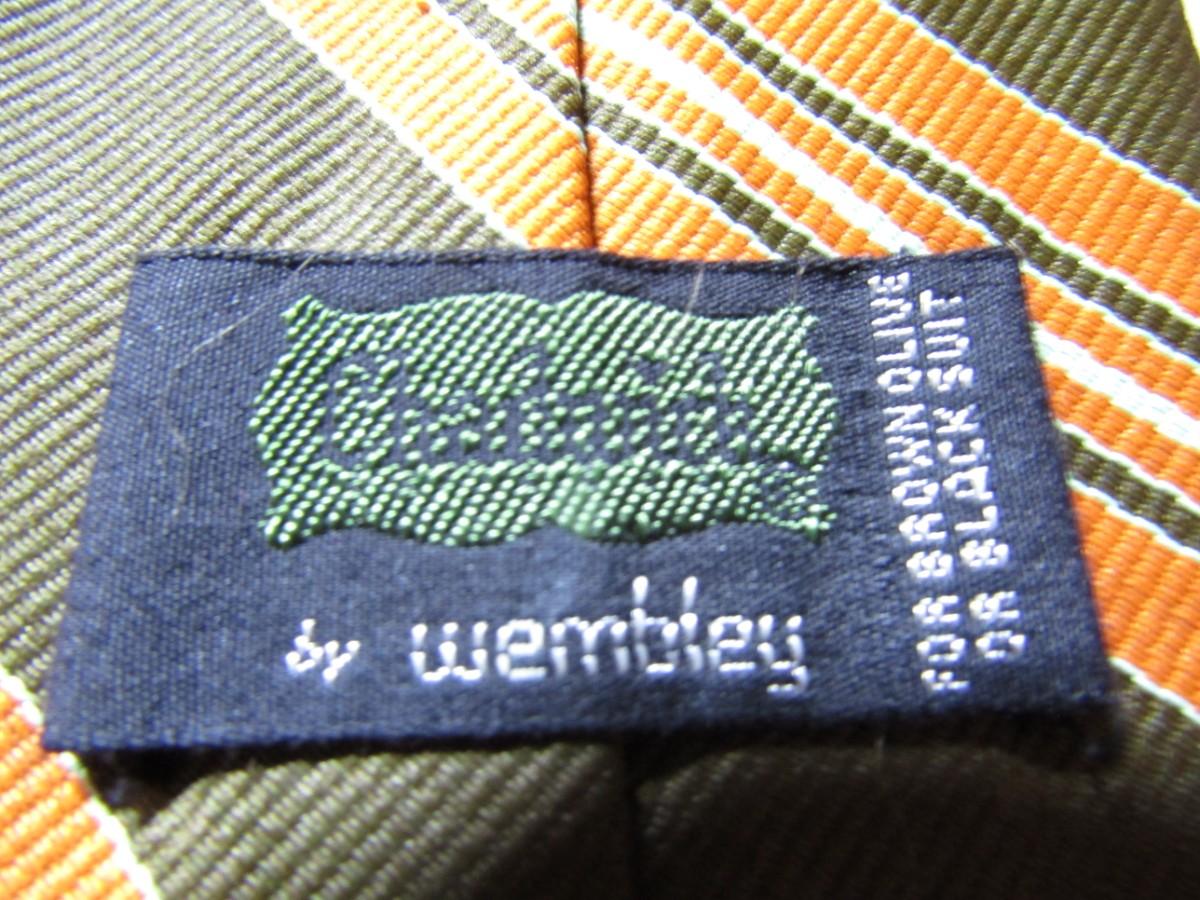 by wembley
FOR BROWN OLIVE
OR BLACK SUIT